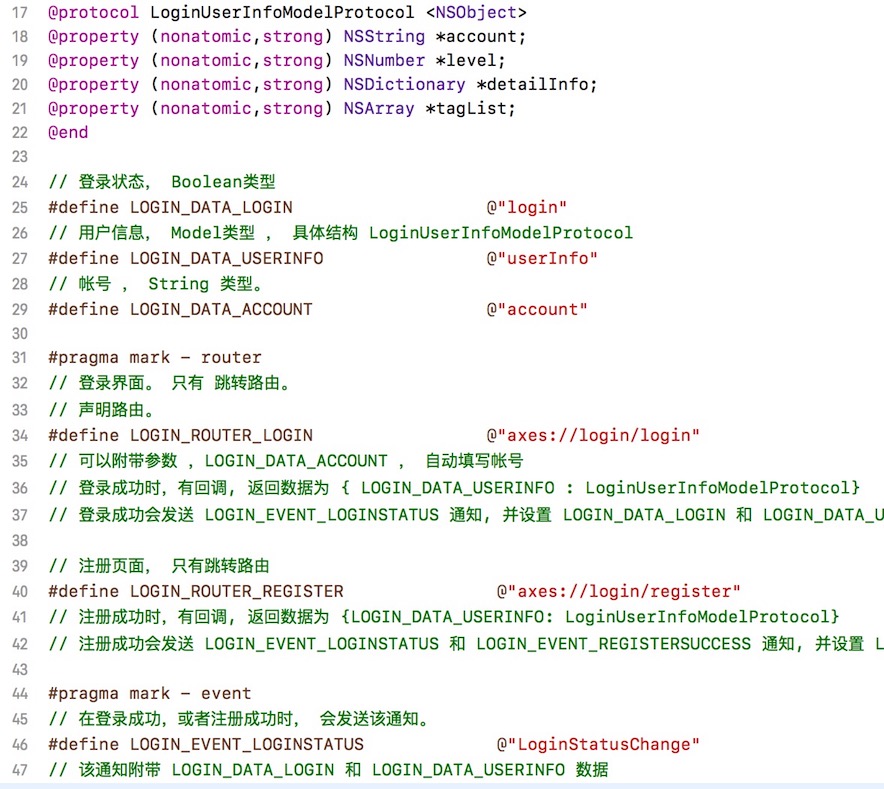 17 @protocol LoginUserInfoModelProtocol <NSObject>
18 @property (nonatomic,strong) NSString *account;
19 @property (nonatomic,strong) NSNumber *level;
20 @property (nonatomic,strong) NSDictionary *detailInfo;
21 @property (nonatomic,strong) NSArray *tagList;
22 @end
23
24 // 登录状态， Boolean类型
25 #define LOGIN_DATA_LOGIN @"login"
26 // 用户信息， Model类型 ， 具体结构 LoginUserInfoModelProtocol
27 #define LOGIN_DATA_USERINFO @"userInfo"
28 // 帐号 ， String 类型。
29 #define LOGIN_DATA_ACCOUNT @"account"
30
31 #pragma mark - router
32 // 登录界面。 只有 跳转路由。
33 // 声明路由。
34 #define LOGIN_ROUTER_LOGIN @"axes://login/login"
35 // 可以附带参数 ，LOGIN_DATA_ACCOUNT ， 自动填写帐号
36 // 登录成功时，有回调，返回数据为 { LOGIN_DATA_USERINFO : LoginUserInfoModelProtocol}
37 // 登录成功会发送 LOGIN_EVENT_LOGINSTATUS 通知，并设置 LOGIN_DATA_LOGIN 和 LOGIN_DATA_U
38
39 // 注册页面， 只有跳转路由
40 #define LOGIN_ROUTER_REGISTER @"axes://login/register"
41 // 注册成功时，有回调，返回数据为 {LOGIN_DATA_USERINFO: LoginUserInfoModelProtocol}
42 // 注册成功会发送 LOGIN_EVENT_LOGINSTATUS 和 LOGIN_EVENT_REGISTERSUCCESS 通知，并设置 L
43
44 #pragma mark - event
45 // 在登录成功，或者注册成功时， 会发送该通知。
46 #define LOGIN_EVENT_LOGINSTATUS @"LoginStatusChange"
47 // 该通知附带 LOGIN_DATA_LOGIN 和 LOGIN_DATA_USERINFO 数据